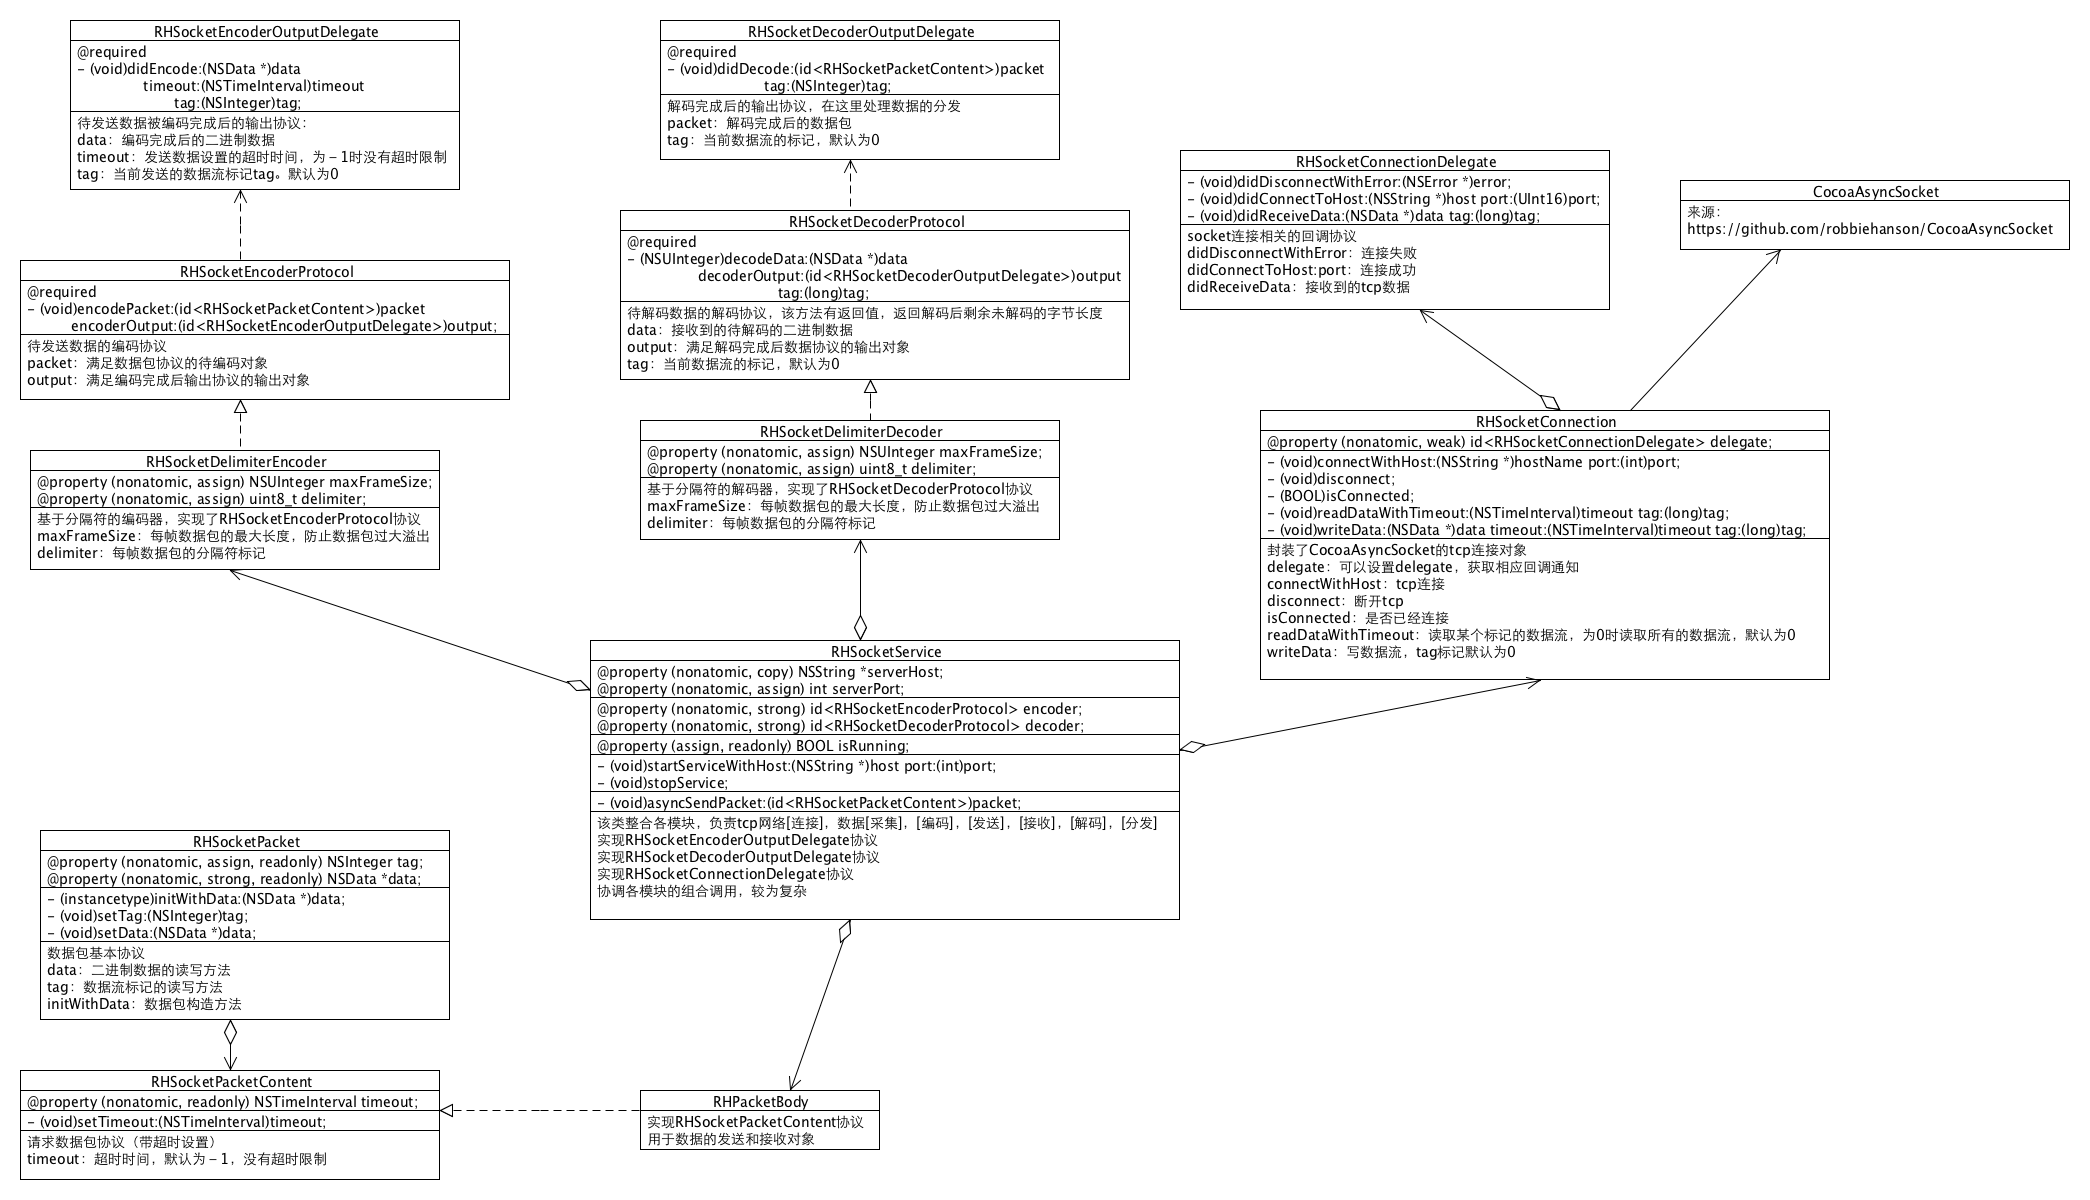 RHSocketEncoderOutputDelegate
@required
- (void)didEncode:(NSData *)data
timeout:(NSTimeInterval)timeout
tag:(NSInteger)tag;
待发送数据被编码完成后的输出协议：
data：编码完成后的二进制数据
timeout：发送数据设置的超时时间，为-1时没有超时限制
tag：当前发送的数据流标记tag。默认为0
RHSocketDecoderOutputDelegate
@required
- (void)didDecode:(id<RHSocketPacketContent>)packet
tag:(NSInteger)tag;
解码完成后的输出协议，在这里处理数据的分发
packet：解码完成后的数据包
tag：当前数据流的标记，默认为0
RHSocketConnectionDelegate
- (void)didDisconnectWithError:(NSError *)error;
- (void)didConnectToHost:(NSString *)host port:(UInt16)port;
- (void)didReceiveData:(NSData *)data tag:(long)tag;
socket连接相关的回调协议
didDisconnectWithError：连接失败
didConnectToHost:port：连接成功
didReceiveData：接收到的tcp数据
CocoaAsyncSocket
来源：
https://github.com/robbiehanson/CocoaAsyncSocket
RHSocketEncoderProtocol
@required
- (void)encodePacket:(id<RHSocketPacketContent>)packet
encoderOutput:(id<RHSocketEncoderOutputDelegate>)output;
待发送数据的编码协议
packet：满足数据包协议的待编码对象
output：满足编码完成后输出协议的输出对象
RHSocketDecoderProtocol
@required
- (NSUInteger)decodeData:(NSData *)data
decoderOutput:(id<RHSocketDecoderOutputDelegate>)output
tag:(long)tag;
待解码数据的解码协议，该方法有返回值，返回解码后剩余未解码的字节长度
data：接收到的待解码的二进制数据
output：满足解码完成后数据协议的输出对象
tag：当前数据流的标记，默认为0
RHSocketDelimiterEncoder
@property (nonatomic, assign) NSUInteger maxFrameSize;
@property (nonatomic, assign) uint8_t delimiter;
基于分隔符的编码器，实现了RHSocketEncoderProtocol协议
maxFrameSize：每帧数据包的最大长度，防止数据包过大溢出
delimiter：每帧数据包的分隔符标记
RHSocketDelimiterDecoder
@property (nonatomic, assign) NSUInteger maxFrameSize;
@property (nonatomic, assign) uint8_t delimiter;
基于分隔符的解码器，实现了RHSocketDecoderProtocol协议
maxFrameSize：每帧数据包的最大长度，防止数据包过大溢出
delimiter：每帧数据包的分隔符标记
RHSocketConnection
@property (nonatomic, weak) id<RHSocketConnectionDelegate> delegate;
- (void)connectWithHost:(NSString *)hostName port:(int)port;
- (void)disconnect;
- (BOOL)isConnected;
- (void)readDataWithTimeout:(NSTimeInterval)timeout tag:(long)tag;
- (void)writeData:(NSData *)data timeout:(NSTimeInterval)timeout tag:(long)tag;
封装了CocoaAsyncSocket的tcp连接对象
delegate：可以设置delegate，获取相应回调通知
connectWithHost：tcp连接
disconnect：断开tcp
isConnected：是否已经连接
readDataWithTimeout：读取某个标记的数据流，为0时读取所有的数据流，默认为0
writeData：写数据流，tag标记默认为0
RHSocketService
@property (nonatomic, copy) NSString *serverHost;
@property (nonatomic, assign) int serverPort;
@property (nonatomic, strong) id<RHSocketEncoderProtocol> encoder;
@property (nonatomic, strong) id<RHSocketDecoderProtocol> decoder;
@property (assign, readonly) BOOL isRunning;
- (void)startServiceWithHost:(NSString *)host port:(int)port;
- (void)stopService;
- (void)asyncSendPacket:(id<RHSocketPacketContent>)packet;
该类整合各模块，负责tcp网络[连接]，数据[采集]，[编码]，[发送]，[接收]，[解码]，[分发]
实现RHSocketEncoderOutputDelegate协议
实现RHSocketDecoderOutputDelegate协议
实现RHSocketConnectionDelegate协议
协调各模块的组合调用，较为复杂
RHSocketPacket
@property (nonatomic, assign, readonly) NSInteger tag;
@property (nonatomic, strong, readonly) NSData *data;
- (instancetype)initWithData:(NSData *)data;
- (void)setTag:(NSInteger)tag;
- (void)setData:(NSData *)data;
数据包基本协议
data：二进制数据的读写方法
tag：数据流标记的读写方法
initWithData：数据包构造方法
RHSocketPacketContent
@property (nonatomic, readonly) NSTimeInterval timeout;
- (void)setTimeout:(NSTimeInterval)timeout;
请求数据包协议（带超时设置）
timeout：超时时间，默认为-1，没有超时限制
RHPacketBody
实现RHSocketPacketContent协议
用于数据的发送和接收对象